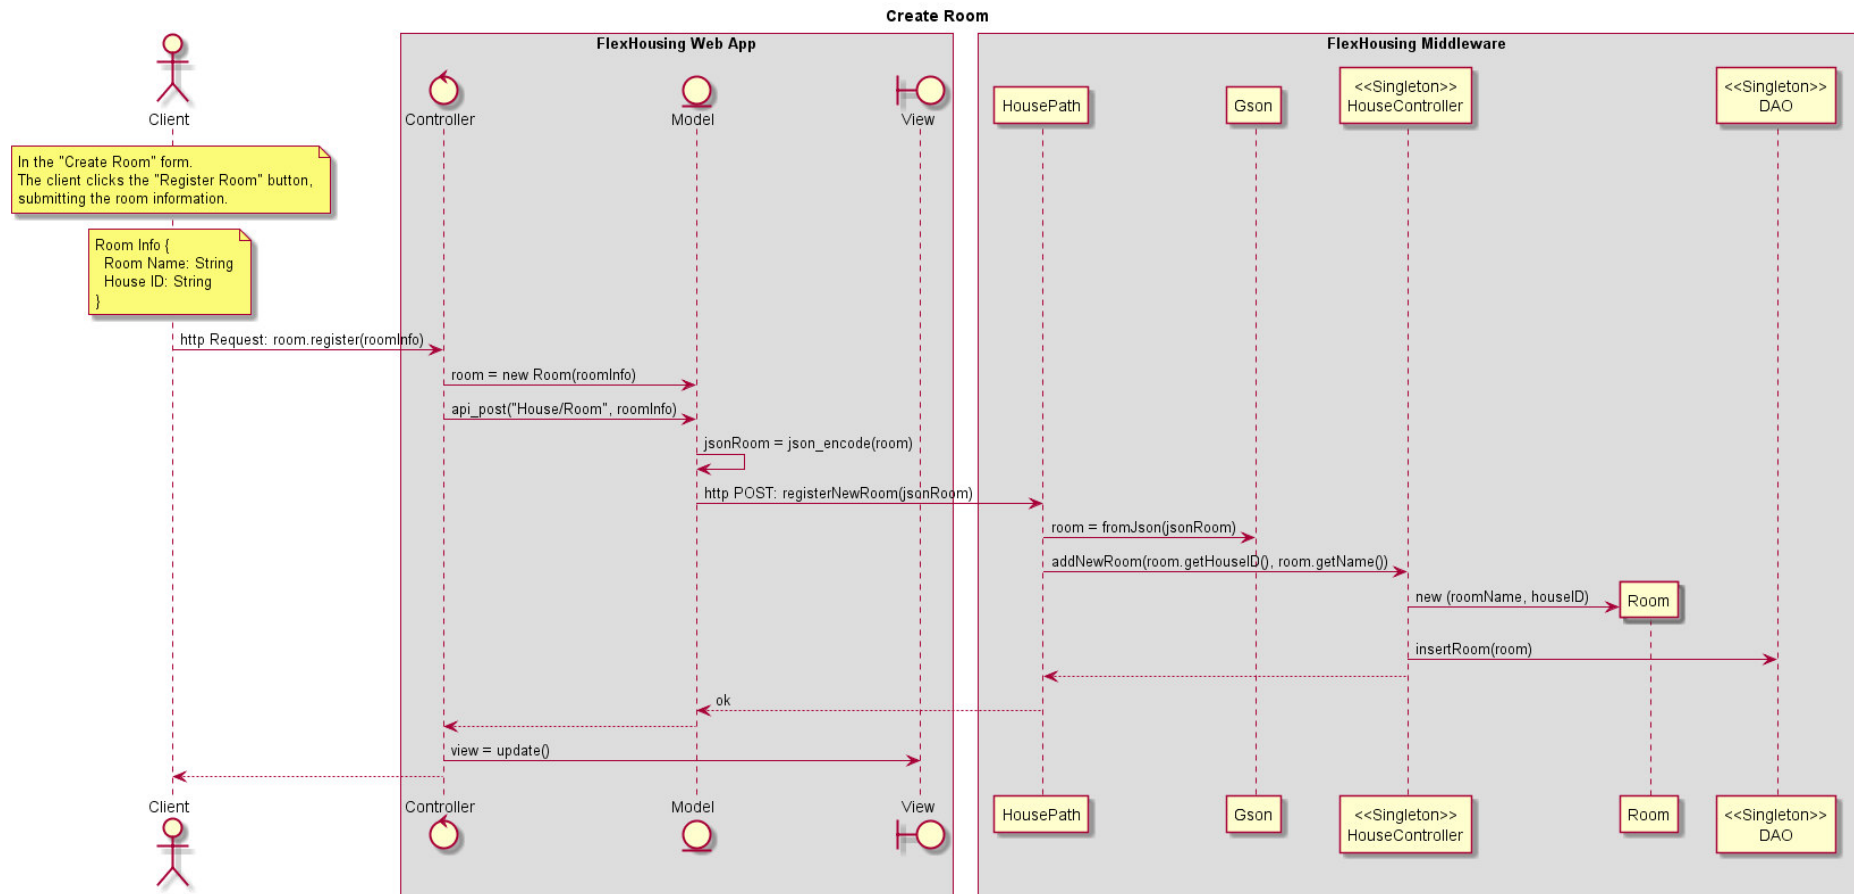 Create Room
FlexHousing Web App
FlexHousing Middleware
Client
Controller
Model
View
HousePath
Gson
<<Singleton>>
HouseController
<<Singleton>>
DAO
In the "Create Room" form.
The client clicks the "Register Room" button,
submitting the room information.
Room Info {
Room Name: String
House ID: String
}
http Request: room.register(roomInfo)
room = new Room(roomInfo)
api_post("House/Room", roomInfo)
jsonRoom = json_encode(room)
http POST: registerNewRoom(jsonRoom)
room = fromJson(jsonRoom)
addNewRoom(room.getHouseID(), room.getName())
new (roomName, houseID)
Room
insertRoom(room)
ok
view = update()
Client
Controller
Model
View
HousePath
Gson
<<Singleton>>
HouseController
Room
<<Singleton>>
DAO